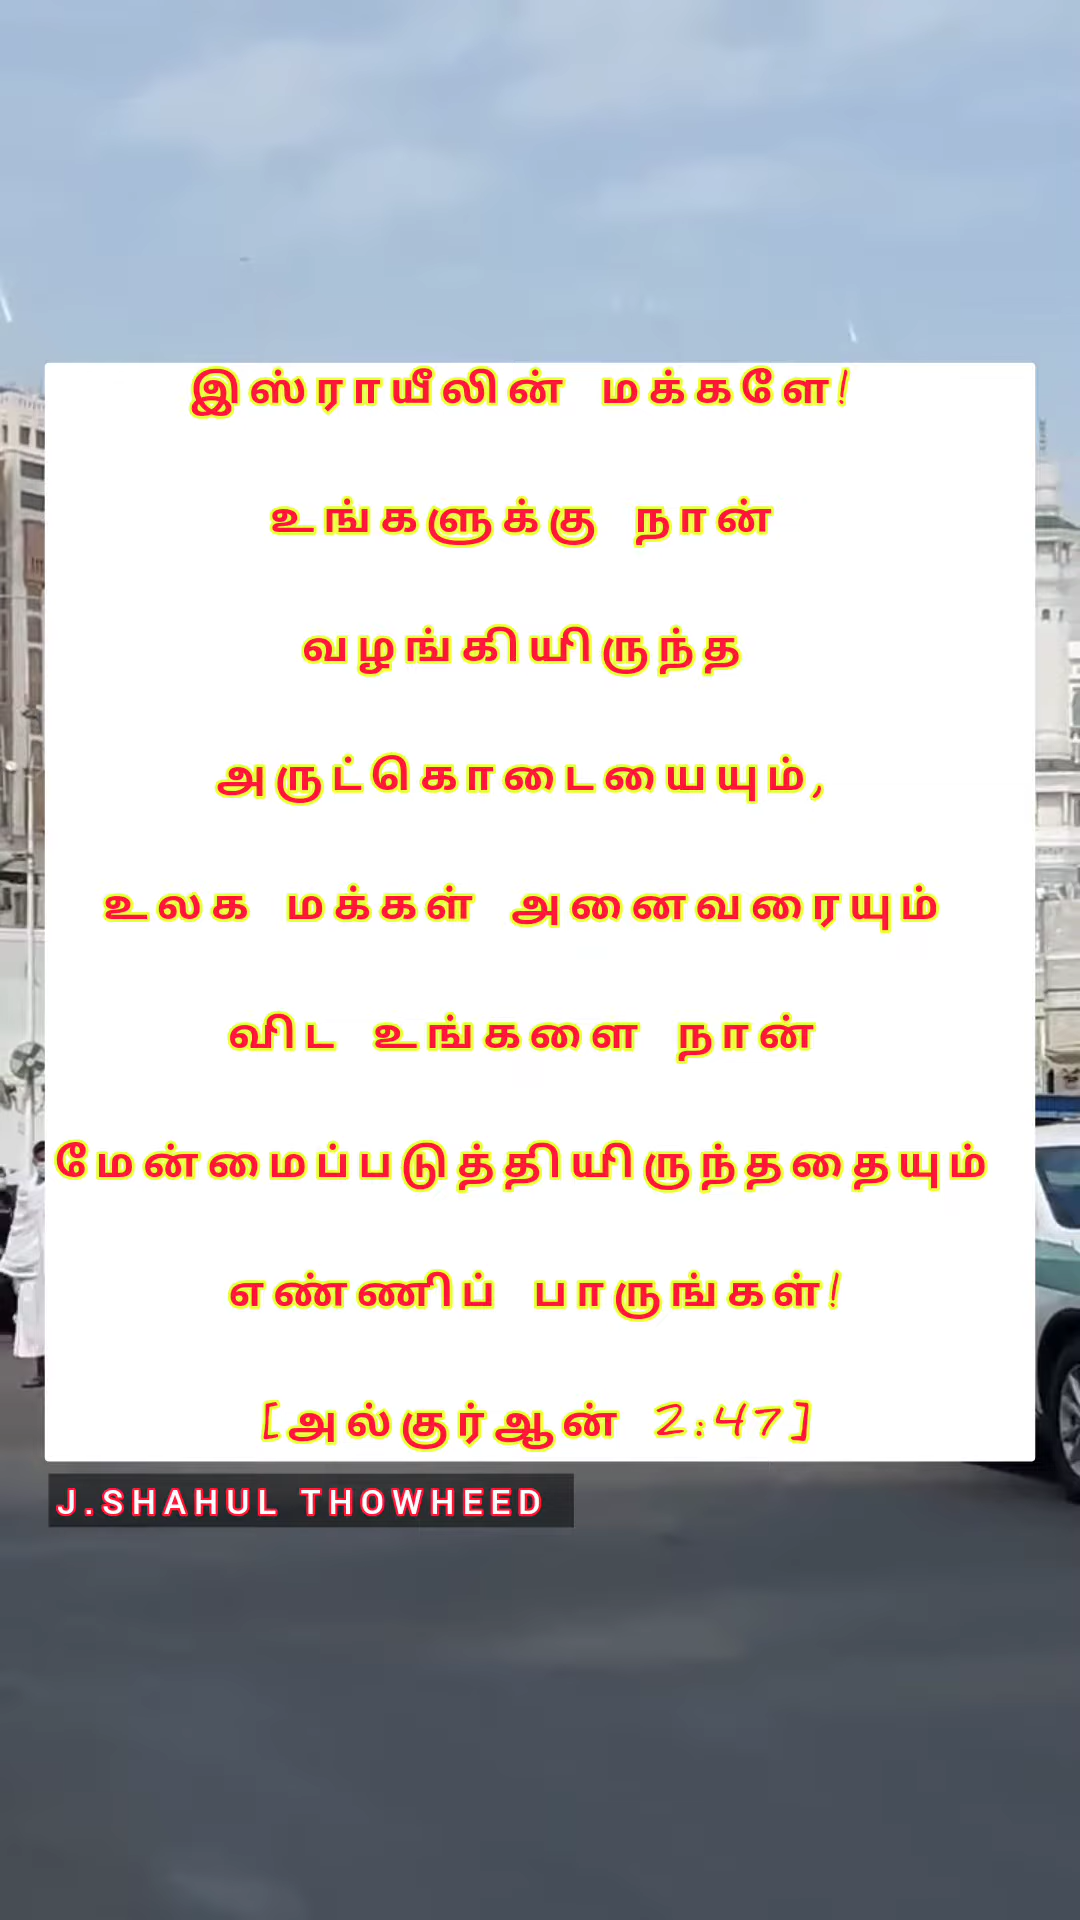 இஸ்ராயீலின் மக்களே!
உங்களுக்கு நான்
வழங்கியிருந்த
அருட்கொடையையும்,
உலக மக்கள் அனைவரையும்
விட உங்களை நான்
மேன்மைப்படுத்தியிருந்ததையும்
எண்ணிப் பாருங்கள்!
[அல்குர்ஆன் 2:47]
J.SHAHUL THOWHEED